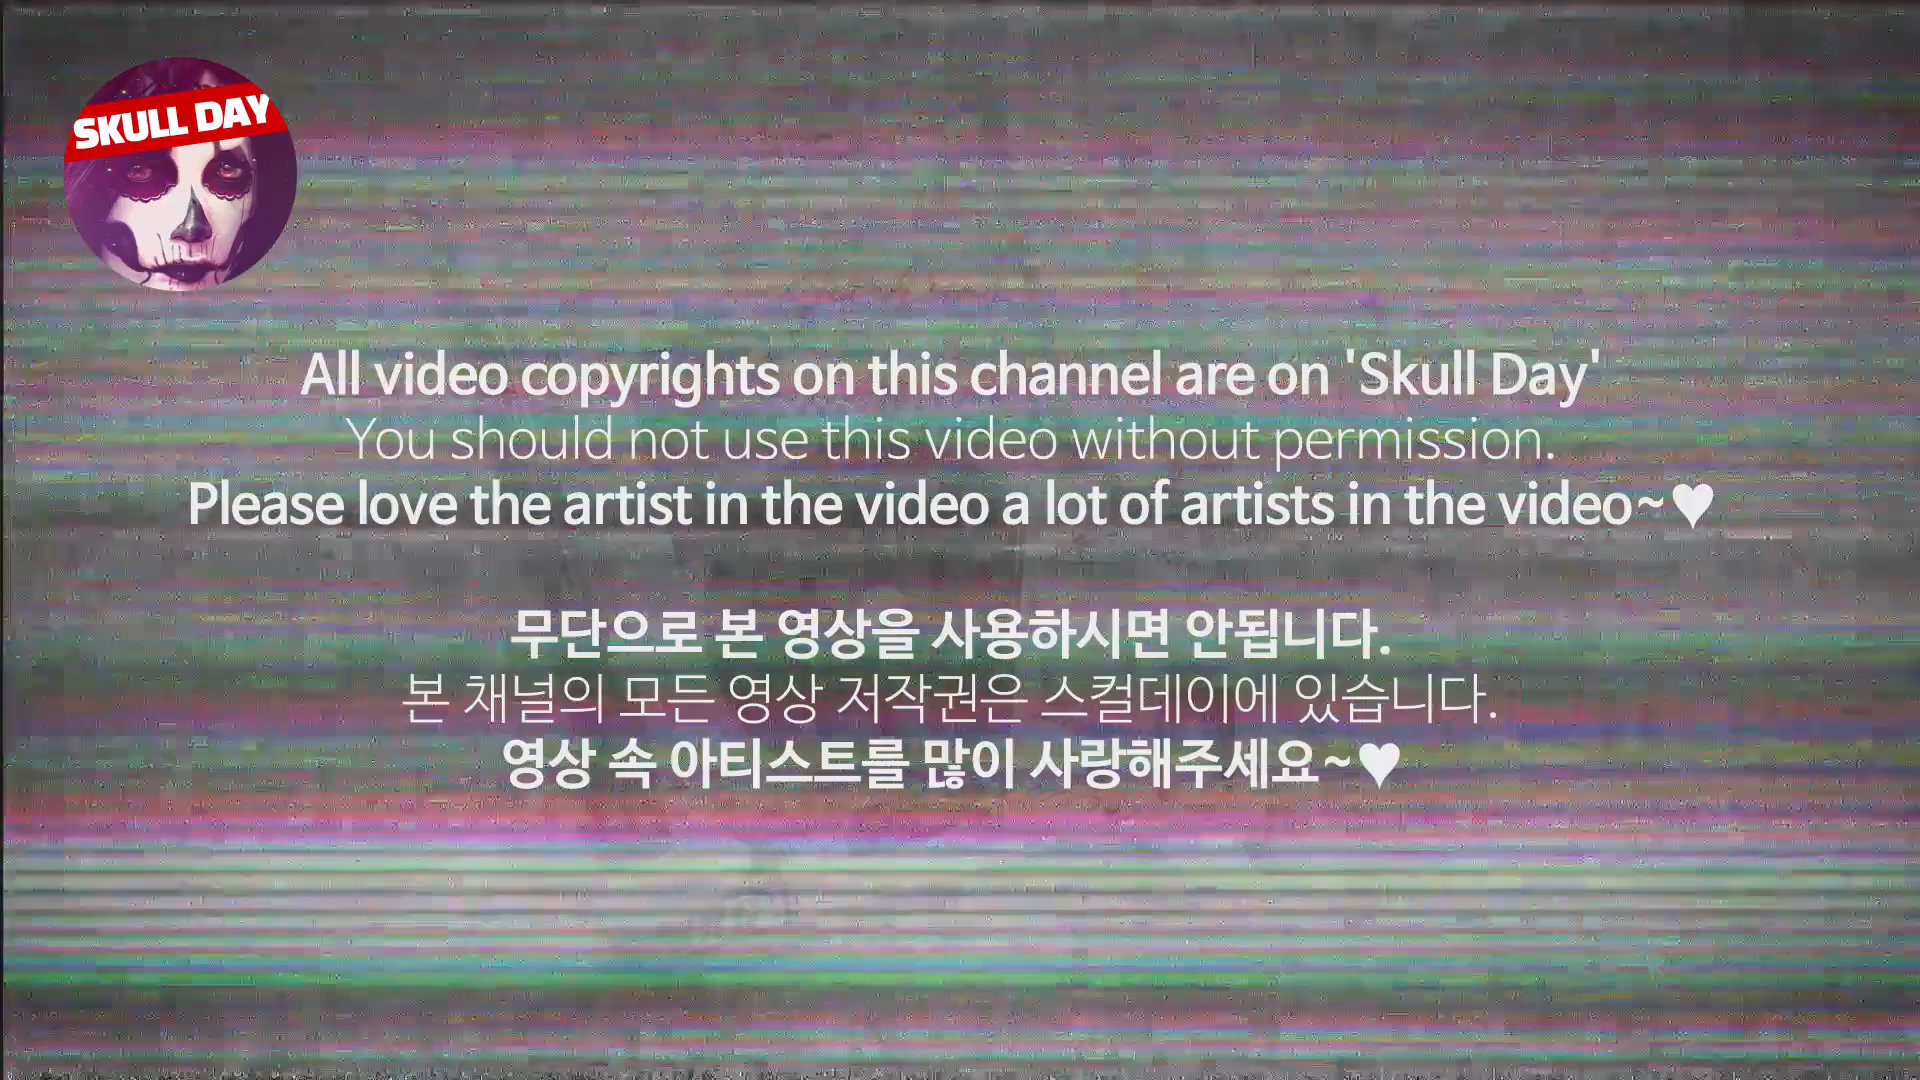 SKULL DAY
All video copyrights on this channel are on 'Skull Day'
You should not use this video without permission.
Please love the artist in the video a lot of artists in the video~♥
무단으로 본 영상을 사용하시면 안됩니다.
본 채널의 모든 영상 저작권은 스컬데이에 있습니다.
영상 속 아티스트를 많이 사랑해주세요~♥